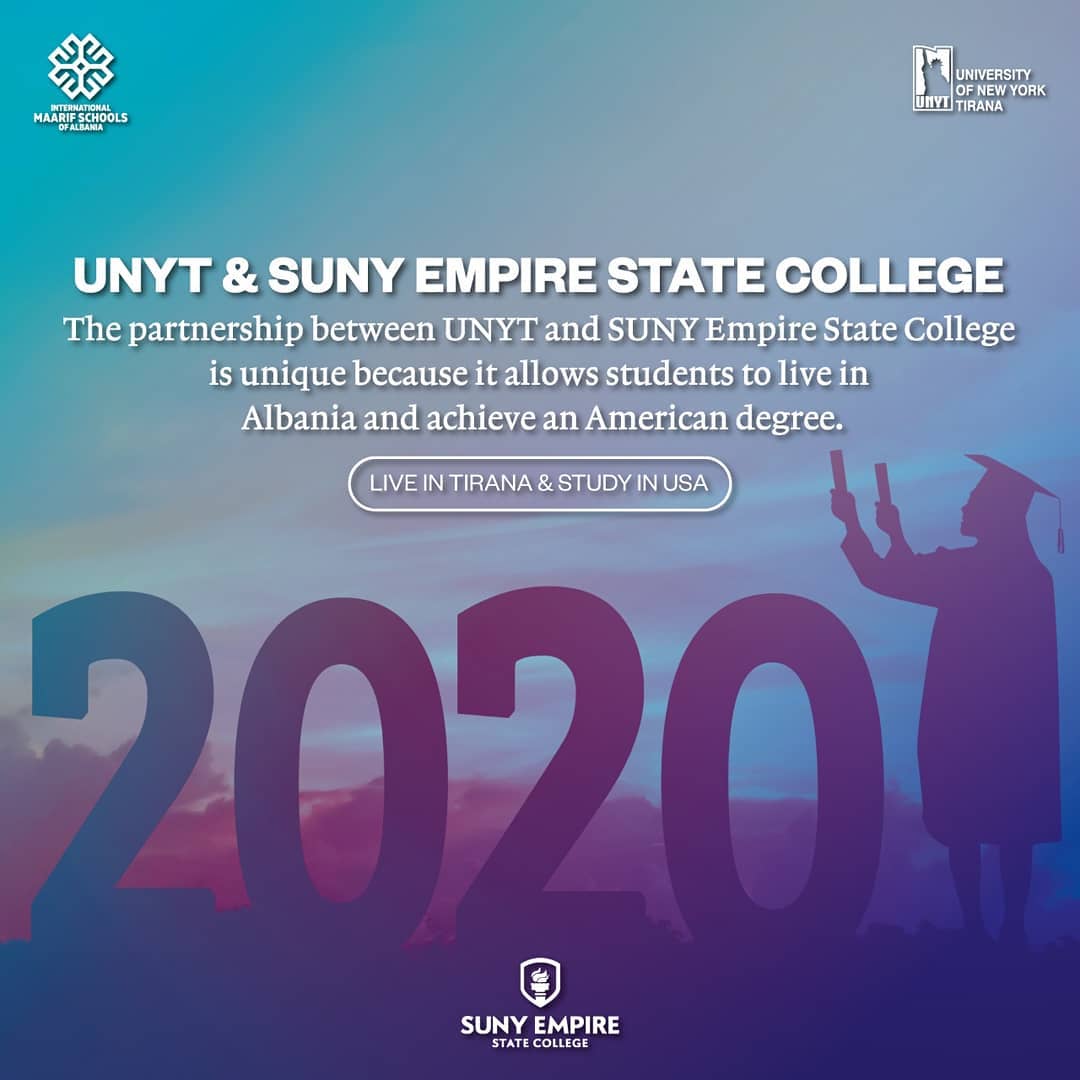 INTERNATIONAL
MAARIF SCHOOLS
OF ALBANIA
UNYT
UNIVERSITY
OF NEW YORK
TIRANA
UNYT & SUNY EMPIRE STATE COLLEGE
The partnership between UNYT and SUNY Empire State College
is unique because it allows students to live in
Albania and achieve an American degree.
LIVE IN TIRANA & STUDY IN USA
2020
SUNY EMPIRE
STATE COLLEGE